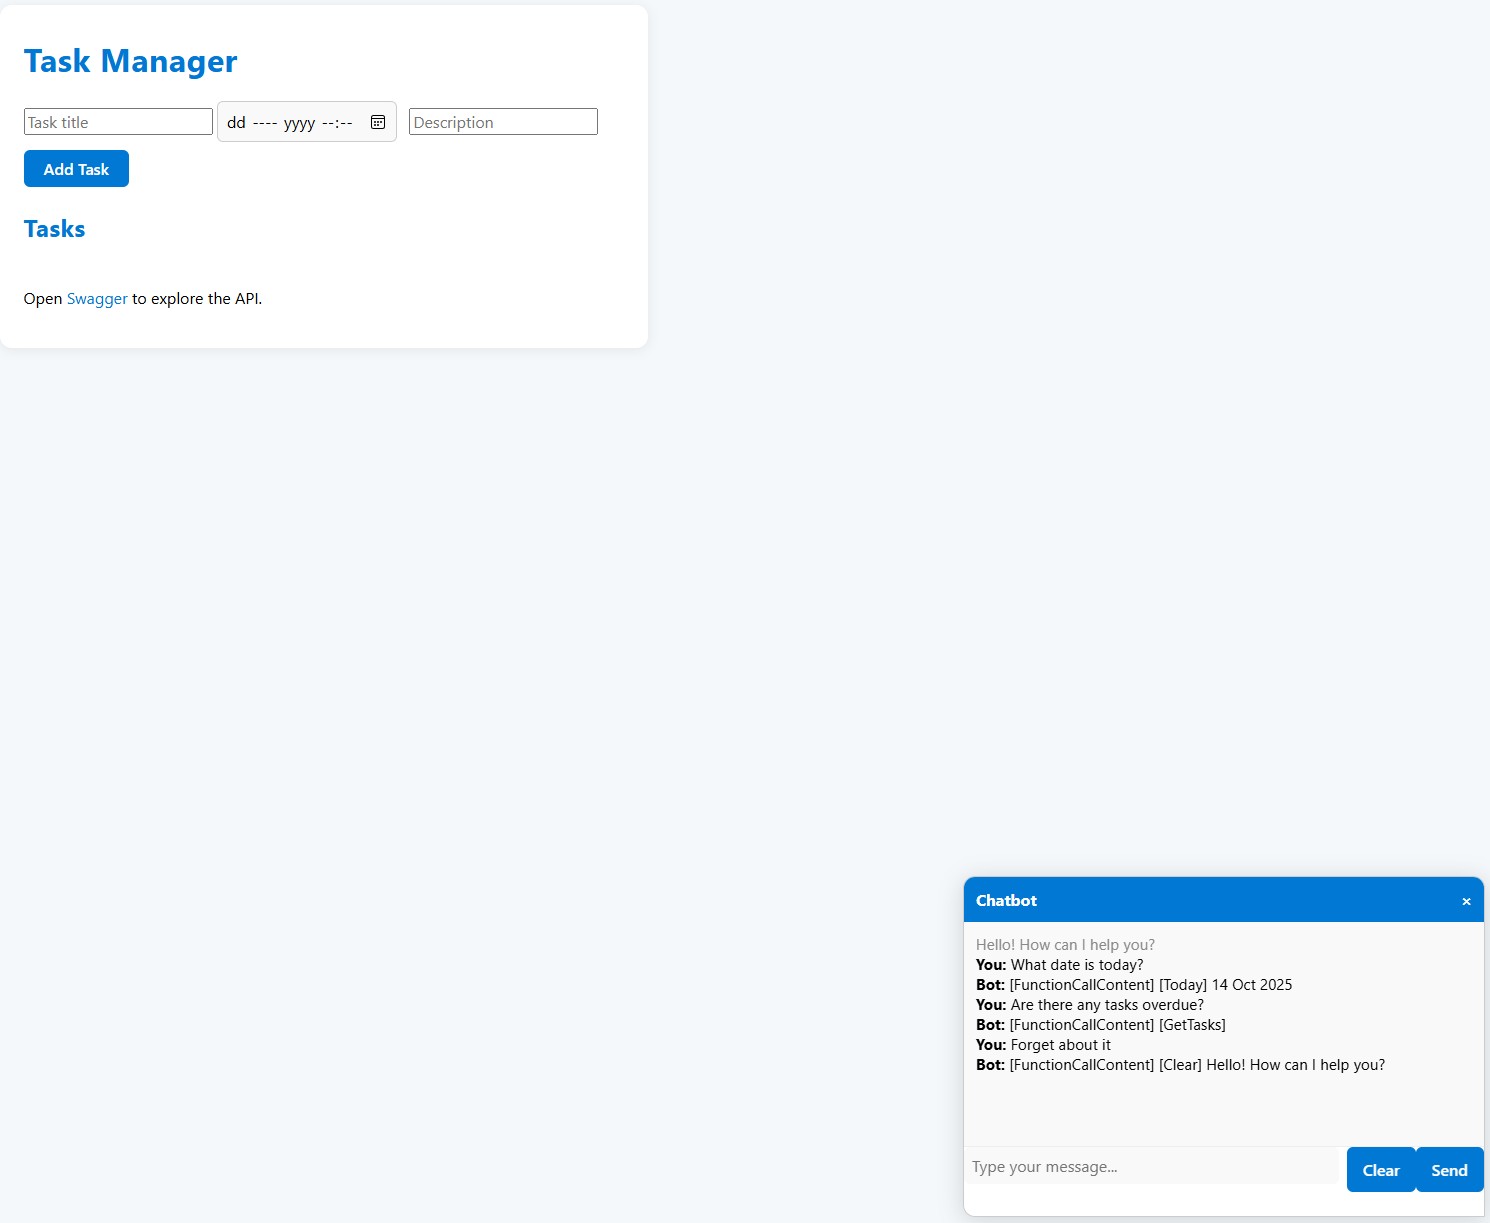 Task Manager
Task title dd ---- yyyy --:-- Description
Add Task
Tasks
Open Swagger to explore the API.
Chatbot ×
Hello! How can I help you?
You: What date is today?
Bot: [FunctionCallContent] [Today] 14 Oct 2025
You: Are there any tasks overdue?
Bot: [FunctionCallContent] [GetTasks]
You: Forget about it
Bot: [FunctionCallContent] [Clear] Hello! How can I help you?
Type your message... Clear Send